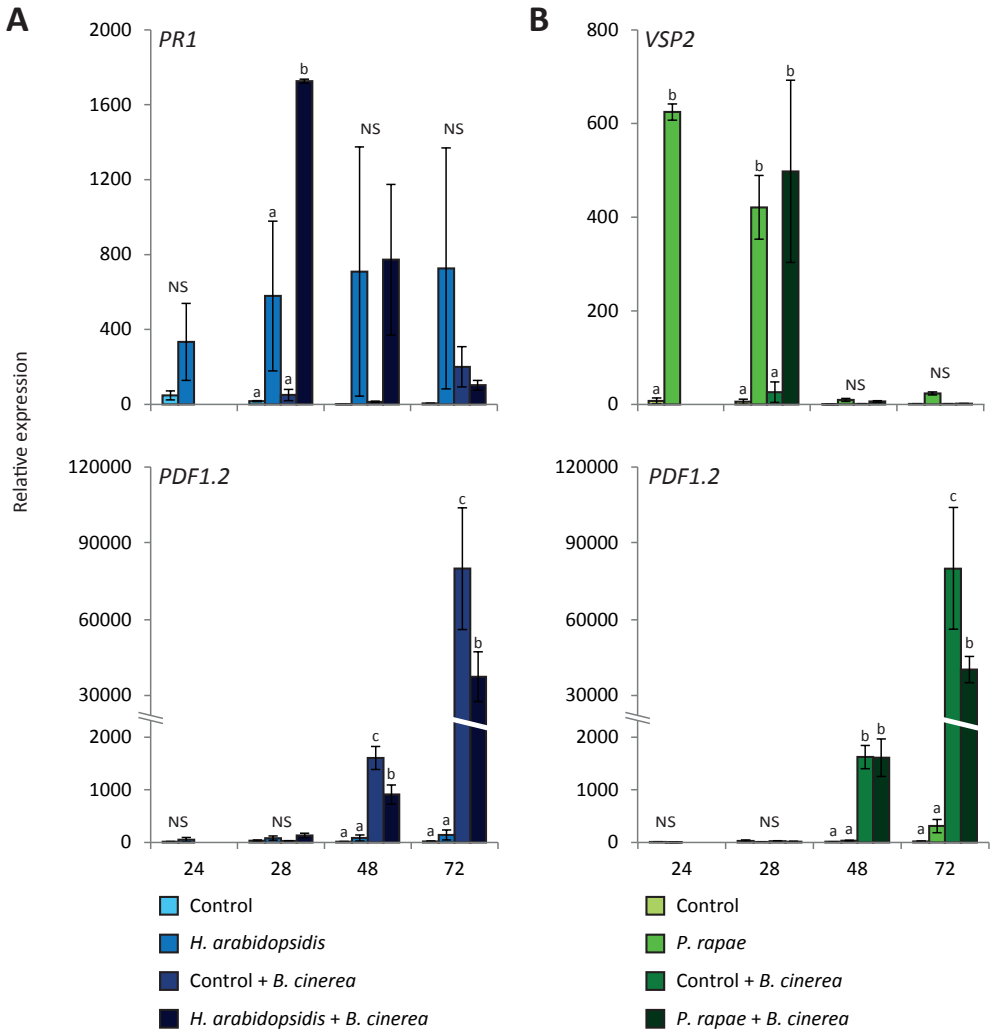 A
B
Relative expression
PR1
2000
1600
1200
800
400
0
NS
a
a
a
b
NS
NS
VSP2
800
600
400
200
0
a
b
a
b
a
b
NS
NS
PDF1.2
120000
90000
60000
30000
2000
1000
0
NS
NS
a
a
c
b
a
a
c
b
24
28
48
72
PDF1.2
120000
90000
60000
30000
2000
1000
0
NS
NS
a
a
b
b
a
a
c
b
24
28
48
72
Control
H. arabidopsidis
Control + B. cinerea
H. arabidopsidis + B. cinerea
Control
P. rapae
Control + B. cinerea
P. rapae + B. cinerea